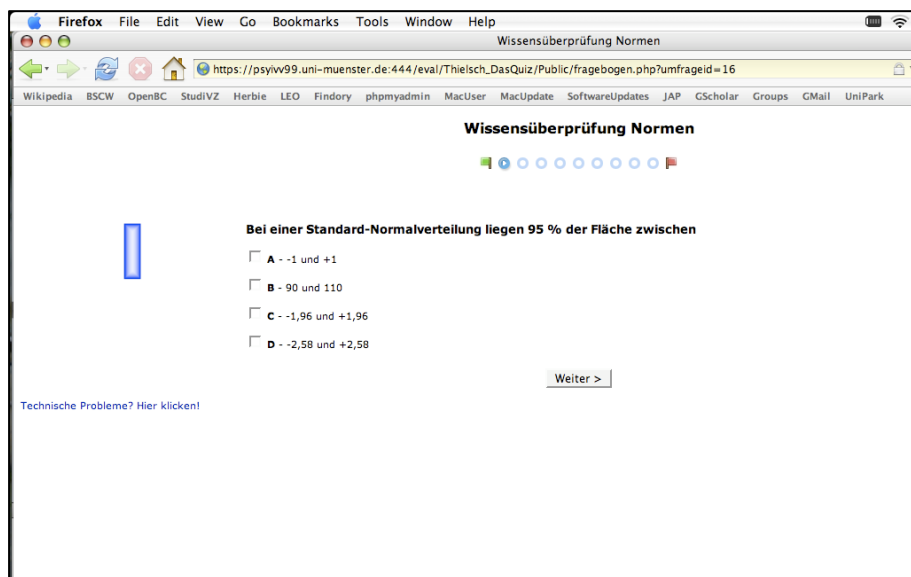 Firefox File Edit View Go Bookmarks Tools Window Help
Wissensüberprüfung Normen
https://psyivv99.uni-muenster.de:444/eval/Thielsch_DasQuiz/Public/fragebogen.php?umfrageid=16
Wikipedia BSCW OpenBC StudiVZ Herbie LEO Findory phpmyadmin MacUser MacUpdate SoftwareUpdates JAP GScholar Groups GMail UniPark
Wissensüberprüfung Normen
Bei einer Standard-Normalverteilung liegen 95 % der Fläche zwischen
A - -1 und +1
B - 90 und 110
C - -1,96 und +1,96
D - -2,58 und +2,58
Weiter >
Technische Probleme? Hier klicken!